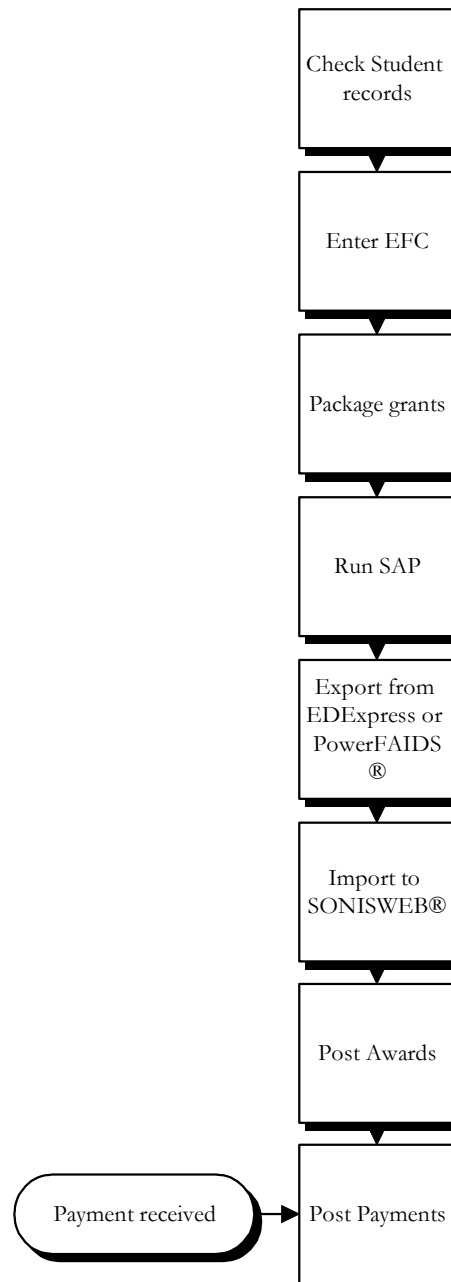 Check Student
records
Enter EFC
Package grants
Run SAP
Export from
EDExpress or
PowerFAIDS
®
Import to
SONISWEB®
Post Awards
Payment received
Post Payments